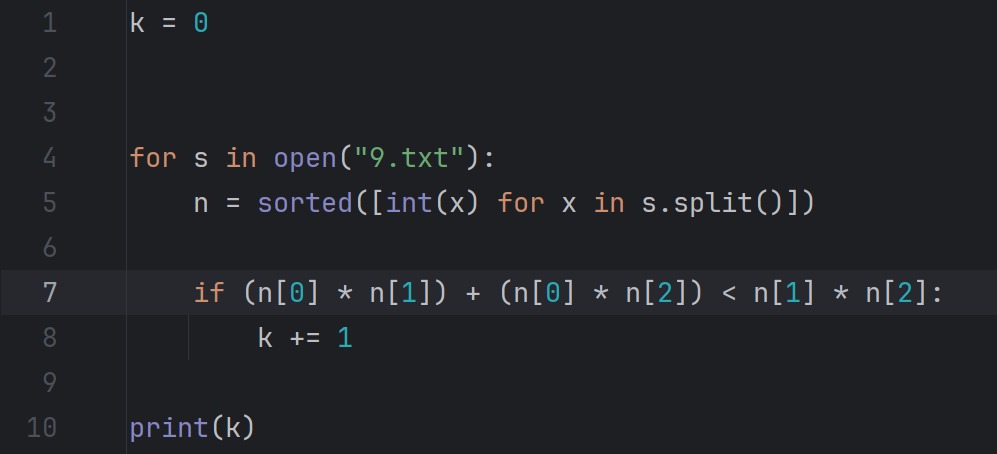 1 k = 0
2
3
4 for s in open("9.txt"):
5     n = sorted([int(x) for x in s.split()])
6
7     if (n[0] * n[1]) + (n[0] * n[2]) < n[1] * n[2]:
8         k += 1
9
10 print(k)